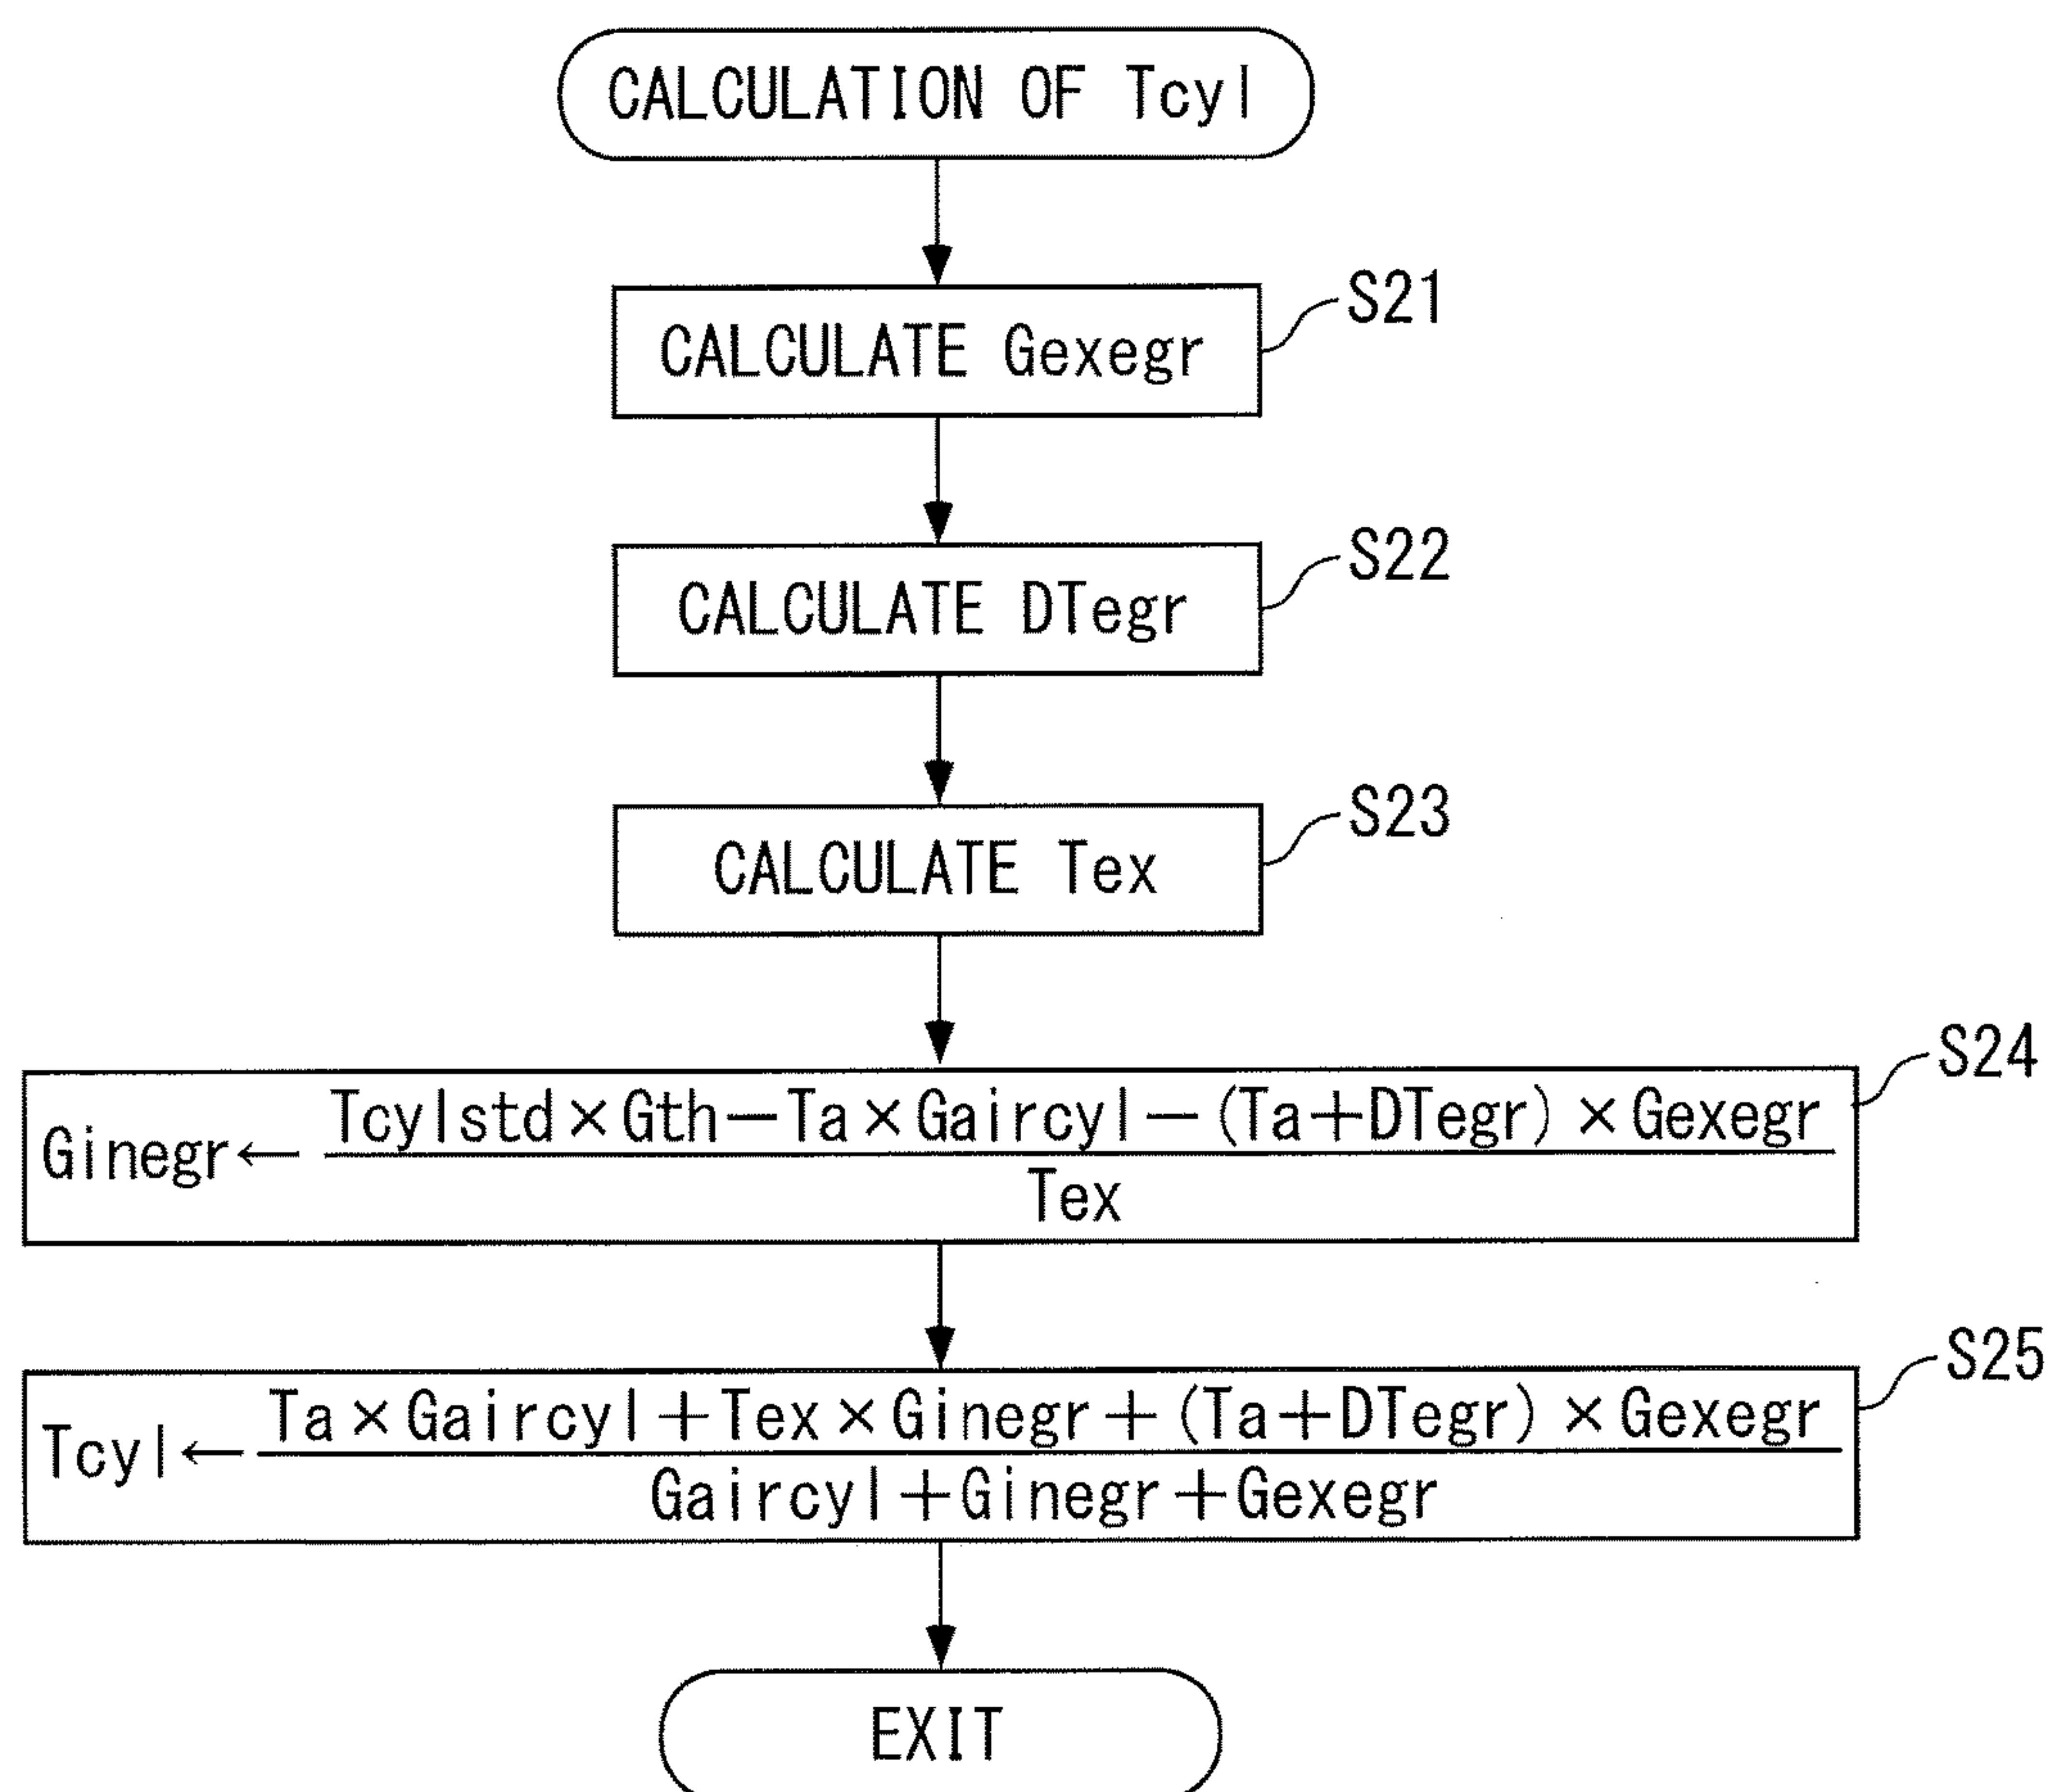 CALCULATION OF Tcyl
CALCULATE Gexegr
S21
CALCULATE DTegr
S22
CALCULATE Tex
S23
S24
Tcylstd×Gth−Ta×Gaircyl−(Ta+DTegr)×Gexegr
Ginegr←
Tex
S25
Ta×Gaircyl+Tex×Ginegr+(Ta+DTegr)×Gexegr
Tcyl←
Gaircyl+Ginegr+Gexegr
EXIT